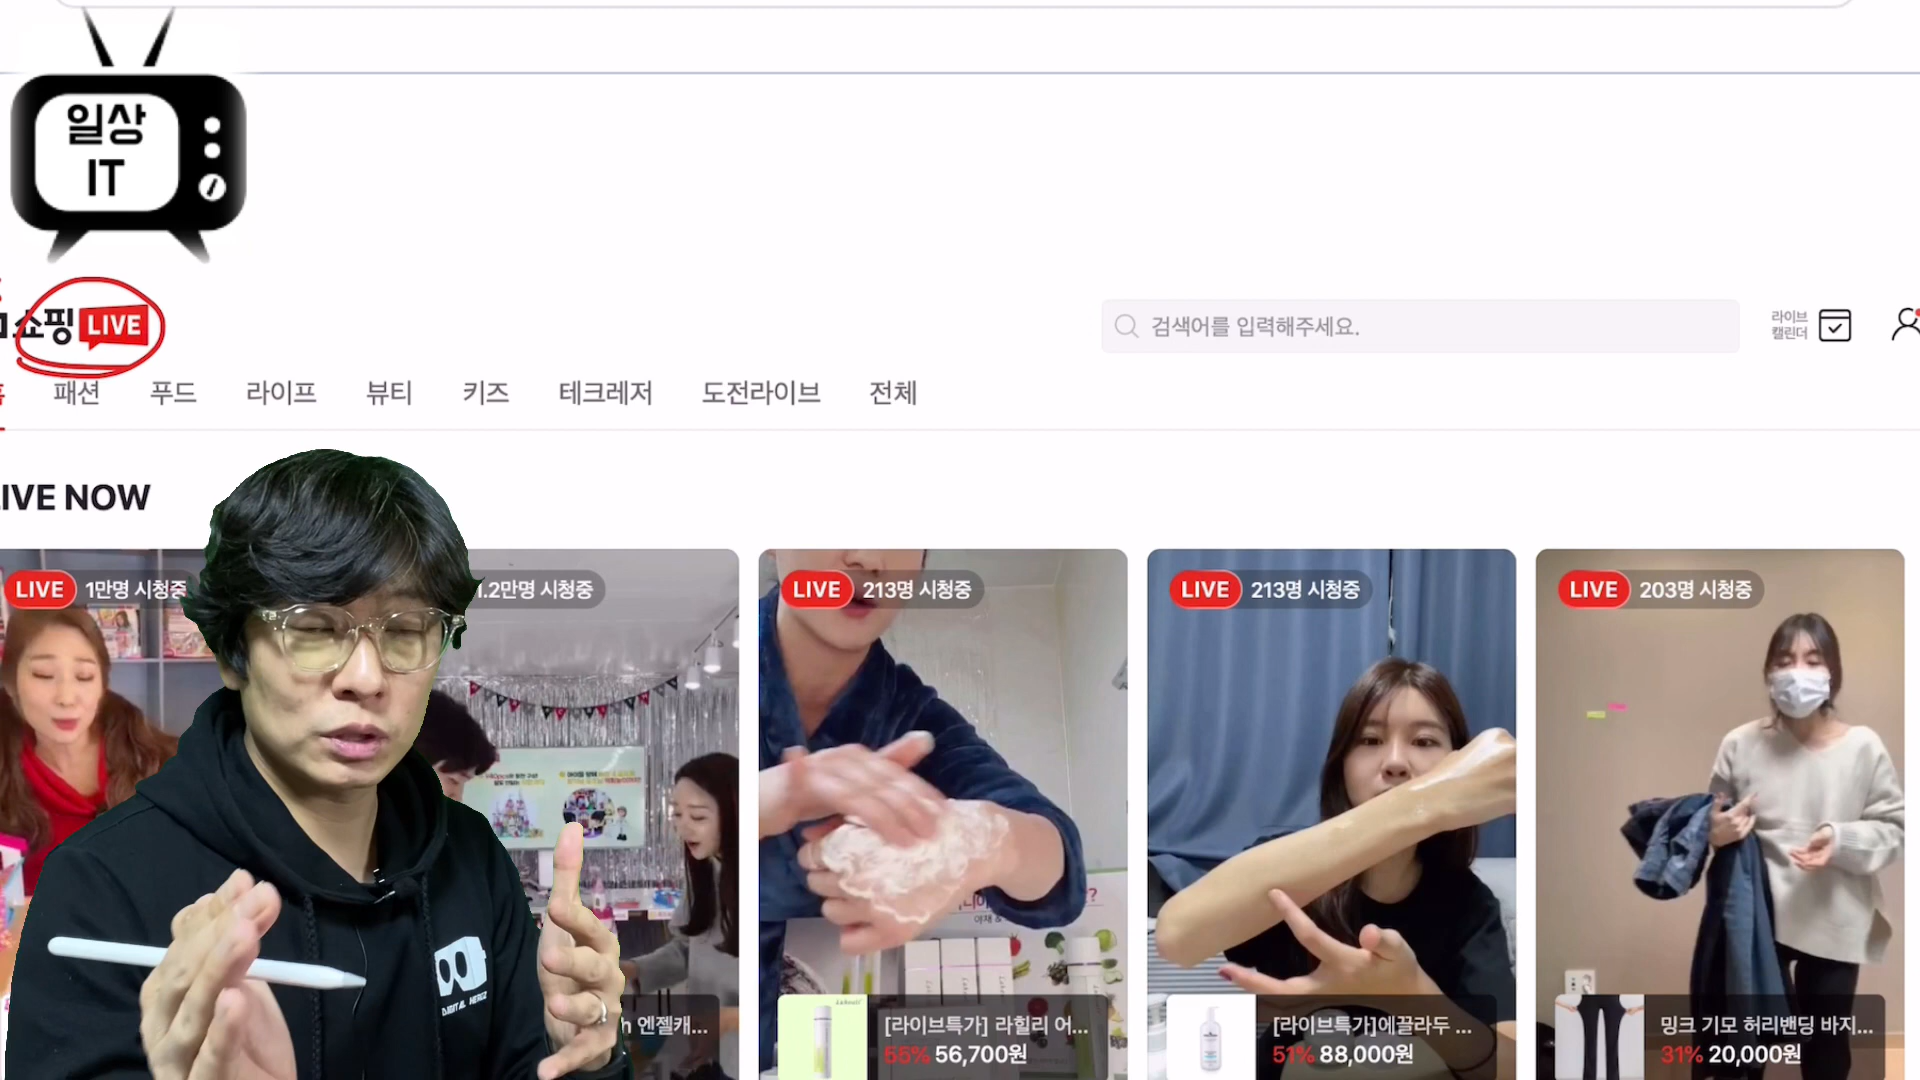 일상
IT
쇼핑 LIVE
검색어를 입력해주세요.
라이브
캘린더
패션 푸드 라이프 뷰티 키즈 테크레저 도전라이브 전체
IVE NOW
LIVE 1만명 시청중
1.2만명 시청중
LIVE 213명 시청중
LIVE 213명 시청중
LIVE 203명 시청중
엔젤캐...
[라이브특가] 라힐리 어...
56,700원
[라이브특가]에끌라두 ...
51% 88,000원
밍크 기모 허리밴딩 바지...
31% 20,000원